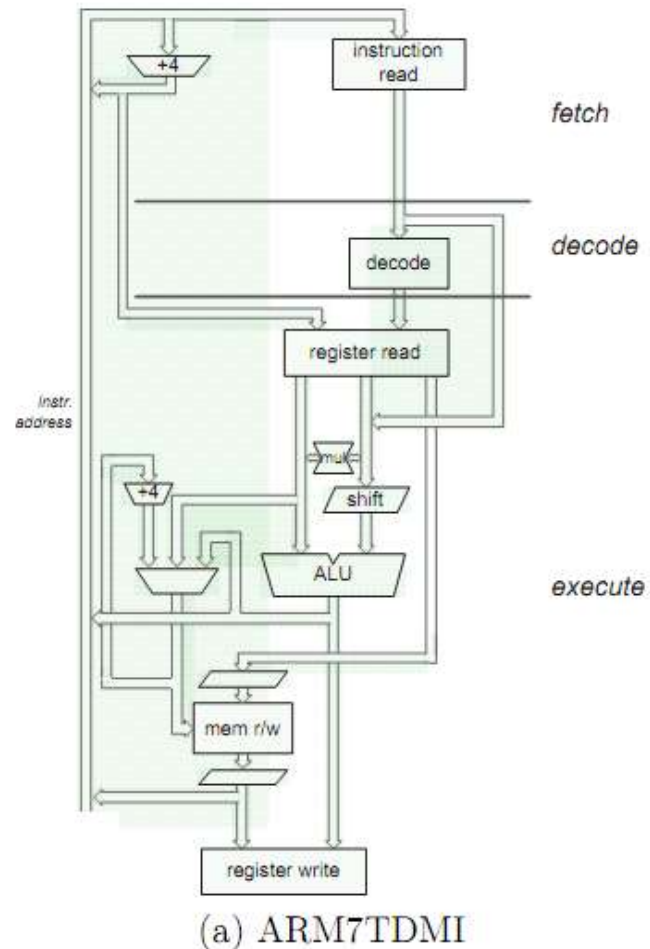 +4
instruction
read
fetch
decode
decode
register read
instr.
address
mul
+4
shift
ALU
execute
mem r/w
register write
(a) ARM7TDMI